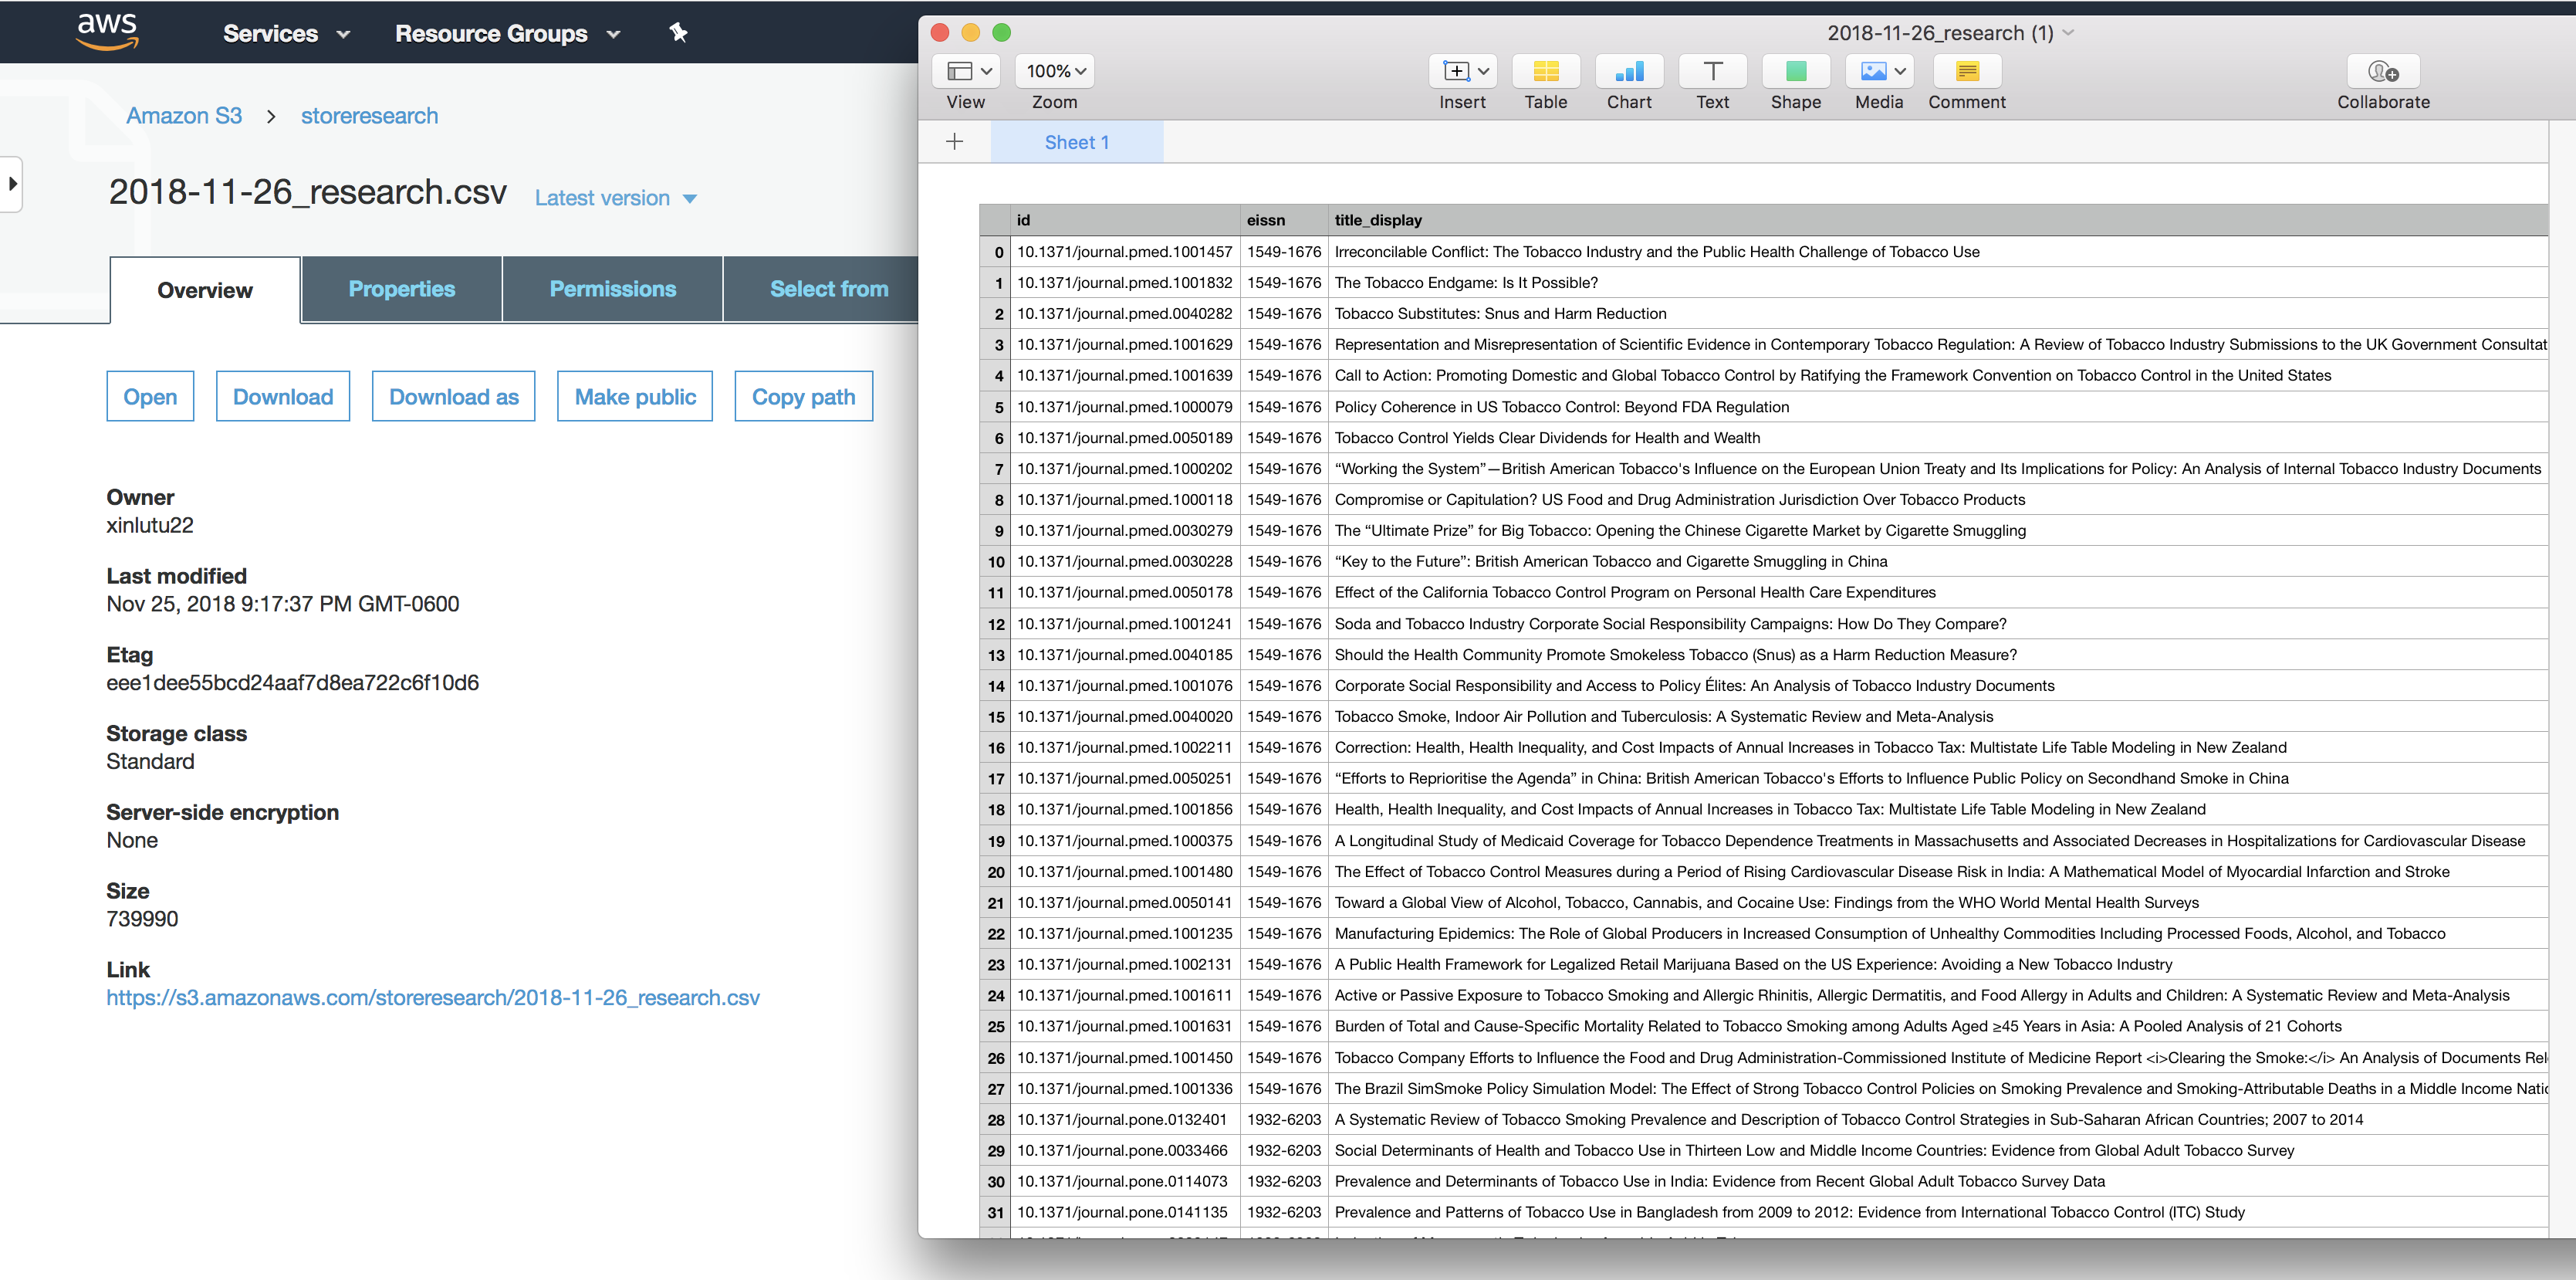 aws Services Resource Groups
Amazon S3 > storeresearch
2018-11-26_research.csv Latest version
Overview Properties Permissions Select from
Open Download Download as Make public Copy path
Owner
xinlutu22
Last modified
Nov 25, 2018 9:17:37 PM GMT-0600
Etag
eee1dee55bcd24aaf7d8ea722c6f10d6
Storage class
Standard
Server-side encryption
None
Size
739990
Link
https://s3.amazonaws.com/storeresearch/2018-11-26_research.csv
2018-11-26_research (1)
100%
View Zoom Insert Table Chart Text Shape Media Comment Collaborate
+ Sheet 1
id eissn title_display
0 10.1371/journal.pmed.1001457 1549-1676 Irreconcilable Conflict: The Tobacco Industry and the Public Health Challenge of Tobacco Use
1 10.1371/journal.pmed.1001832 1549-1676 The Tobacco Endgame: Is It Possible?
2 10.1371/journal.pmed.0040282 1549-1676 Tobacco Substitutes: Snus and Harm Reduction
3 10.1371/journal.pmed.1001629 1549-1676 Representation and Misrepresentation of Scientific Evidence in Contemporary Tobacco Regulation: A Review of Tobacco Industry Submissions to the UK Government Consultat
4 10.1371/journal.pmed.1001639 1549-1676 Call to Action: Promoting Domestic and Global Tobacco Control by Ratifying the Framework Convention on Tobacco Control in the United States
5 10.1371/journal.pmed.1000079 1549-1676 Policy Coherence in US Tobacco Control: Beyond FDA Regulation
6 10.1371/journal.pmed.0050189 1549-1676 Tobacco Control Yields Clear Dividends for Health and Wealth
7 10.1371/journal.pmed.1000202 1549-1676 “Working the System”—British American Tobacco's Influence on the European Union Treaty and Its Implications for Policy: An Analysis of Internal Tobacco Industry Documents
8 10.1371/journal.pmed.1000118 1549-1676 Compromise or Capitulation? US Food and Drug Administration Jurisdiction Over Tobacco Products
9 10.1371/journal.pmed.0030279 1549-1676 The “Ultimate Prize” for Big Tobacco: Opening the Chinese Cigarette Market by Cigarette Smuggling
10 10.1371/journal.pmed.0030228 1549-1676 “Key to the Future”: British American Tobacco and Cigarette Smuggling in China
11 10.1371/journal.pmed.0050178 1549-1676 Effect of the California Tobacco Control Program on Personal Health Care Expenditures
12 10.1371/journal.pmed.1001241 1549-1676 Soda and Tobacco Industry Corporate Social Responsibility Campaigns: How Do They Compare?
13 10.1371/journal.pmed.0040185 1549-1676 Should the Health Community Promote Smokeless Tobacco (Snus) as a Harm Reduction Measure?
14 10.1371/journal.pmed.1001076 1549-1676 Corporate Social Responsibility and Access to Policy Élites: An Analysis of Tobacco Industry Documents
15 10.1371/journal.pmed.0040020 1549-1676 Tobacco Smoke, Indoor Air Pollution and Tuberculosis: A Systematic Review and Meta-Analysis
16 10.1371/journal.pmed.1002211 1549-1676 Correction: Health, Health Inequality, and Cost Impacts of Annual Increases in Tobacco Tax: Multistate Life Table Modeling in New Zealand
17 10.1371/journal.pmed.0050251 1549-1676 “Efforts to Reprioritise the Agenda” in China: British American Tobacco's Efforts to Influence Public Policy on Secondhand Smoke in China
18 10.1371/journal.pmed.1001856 1549-1676 Health, Health Inequality, and Cost Impacts of Annual Increases in Tobacco Tax: Multistate Life Table Modeling in New Zealand
19 10.1371/journal.pmed.1000375 1549-1676 A Longitudinal Study of Medicaid Coverage for Tobacco Dependence Treatments in Massachusetts and Associated Decreases in Hospitalizations for Cardiovascular Disease
20 10.1371/journal.pmed.1001480 1549-1676 The Effect of Tobacco Control Measures during a Period of Rising Cardiovascular Disease Risk in India: A Mathematical Model of Myocardial Infarction and Stroke
21 10.1371/journal.pmed.0050141 1549-1676 Toward a Global View of Alcohol, Tobacco, Cannabis, and Cocaine Use: Findings from the WHO World Mental Health Surveys
22 10.1371/journal.pmed.1001235 1549-1676 Manufacturing Epidemics: The Role of Global Producers in Increased Consumption of Unhealthy Commodities Including Processed Foods, Alcohol, and Tobacco
23 10.1371/journal.pmed.1002131 1549-1676 A Public Health Framework for Legalized Retail Marijuana Based on the US Experience: Avoiding a New Tobacco Industry
24 10.1371/journal.pmed.1001611 1549-1676 Active or Passive Exposure to Tobacco Smoking and Allergic Rhinitis, Allergic Dermatitis, and Food Allergy in Adults and Children: A Systematic Review and Meta-Analysis
25 10.1371/journal.pmed.1001631 1549-1676 Burden of Total and Cause-Specific Mortality Related to Tobacco Smoking among Adults Aged ≥45 Years in Asia: A Pooled Analysis of 21 Cohorts
26 10.1371/journal.pmed.1001450 1549-1676 Tobacco Company Efforts to Influence the Food and Drug Administration-Commissioned Institute of Medicine Report <i>Clearing the Smoke:</i> An Analysis of Documents Rel
27 10.1371/journal.pmed.1001336 1549-1676 The Brazil SimSmoke Policy Simulation Model: The Effect of Strong Tobacco Control Policies on Smoking Prevalence and Smoking-Attributable Deaths in a Middle Income Natio
28 10.1371/journal.pone.0132401 1932-6203 A Systematic Review of Tobacco Smoking Prevalence and Description of Tobacco Control Strategies in Sub-Saharan African Countries; 2007 to 2014
29 10.1371/journal.pone.0033466 1932-6203 Social Determinants of Health and Tobacco Use in Thirteen Low and Middle Income Countries: Evidence from Global Adult Tobacco Survey
30 10.1371/journal.pone.0114073 1932-6203 Prevalence and Determinants of Tobacco Use in India: Evidence from Recent Global Adult Tobacco Survey Data
31 10.1371/journal.pone.0141135 1932-6203 Prevalence and Patterns of Tobacco Use in Bangladesh from 2009 to 2012: Evidence from International Tobacco Control (ITC) Study